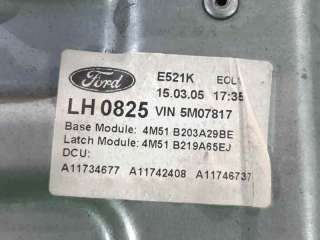 Ford
E521K EOL
15.03.05 17:35
LH 0825 VIN 5M07817
Base Module: 4M51 B203A29BE
Latch Module: 4M51 B219A65EJ
DCU:
A11734677 A11742408 A11746737